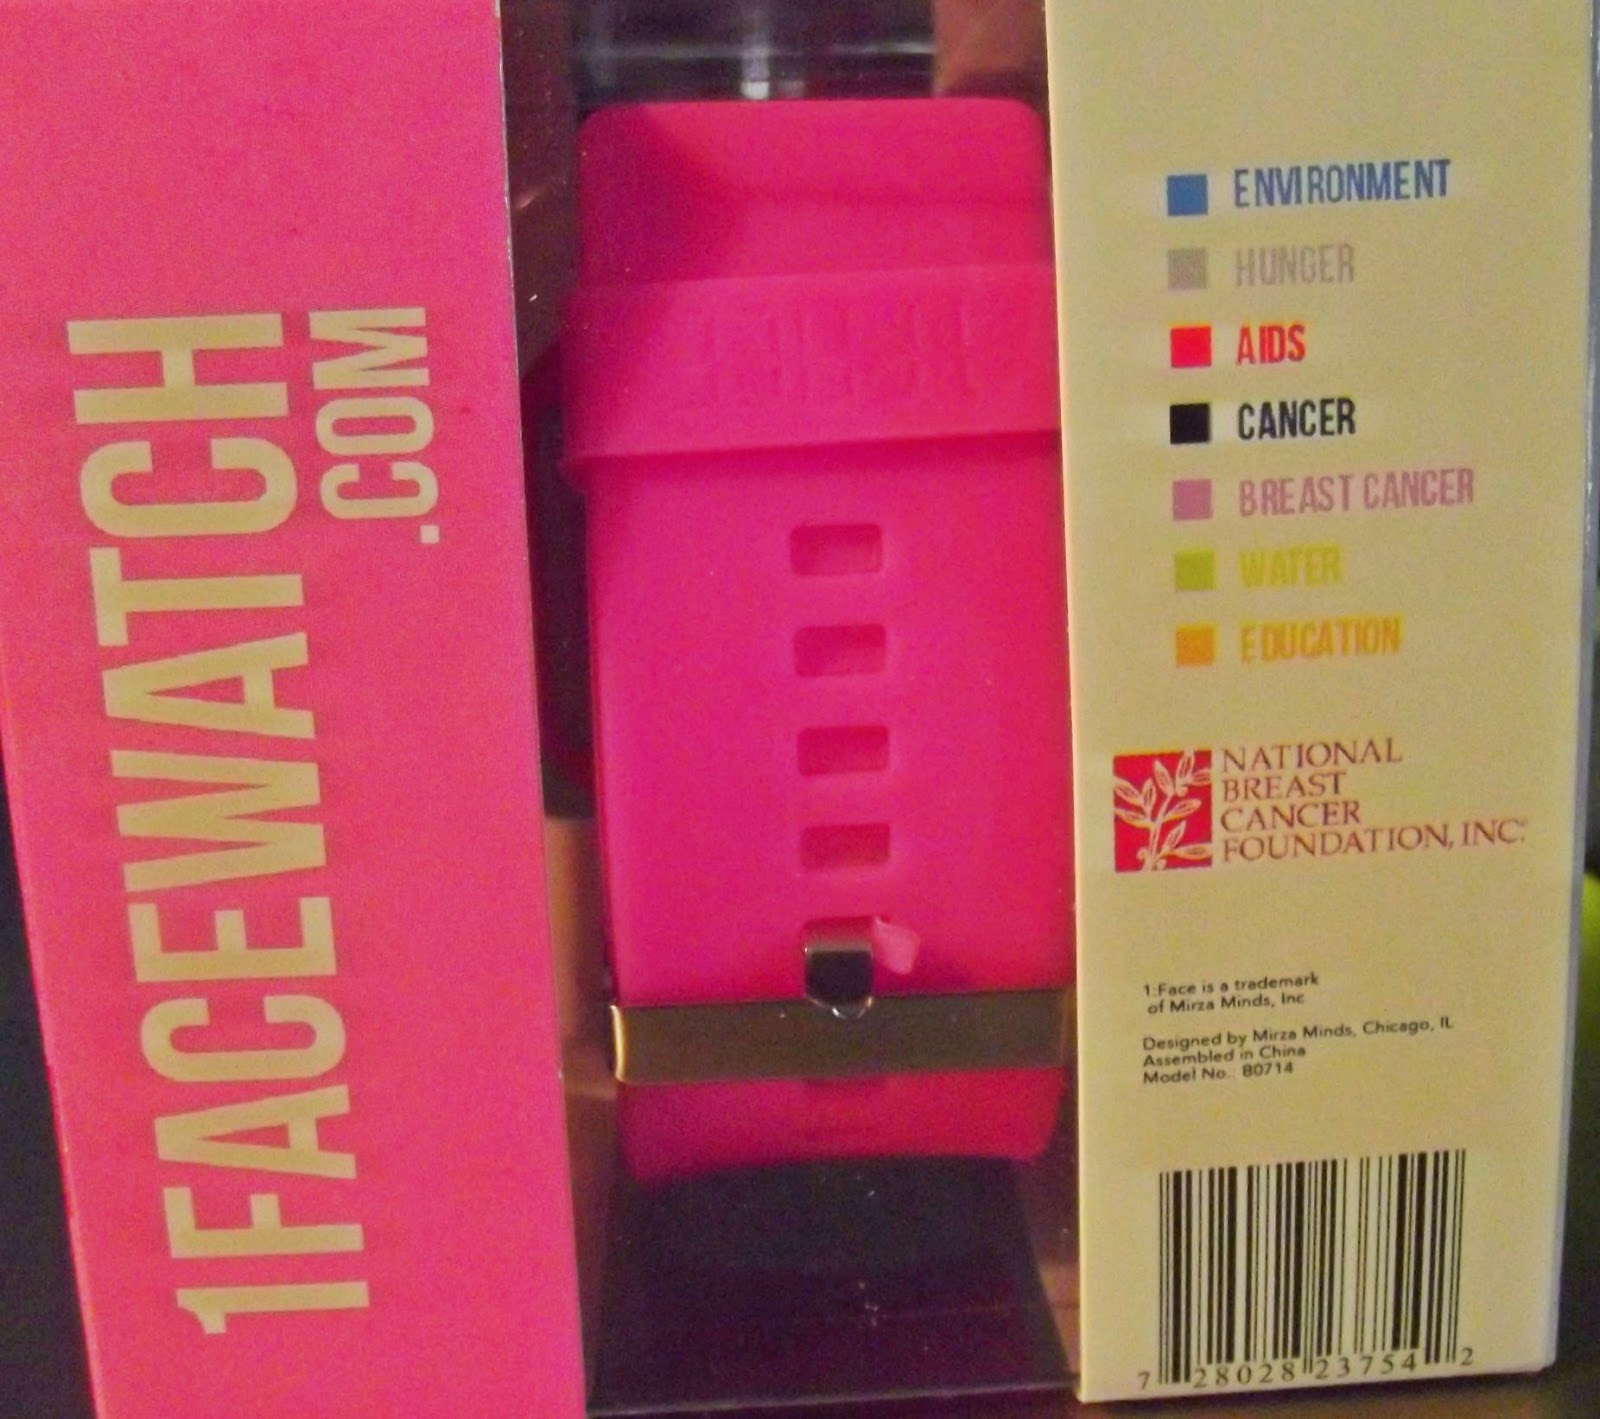 1FACEWATCH
.COM
ENVIRONMENT
HUNGER
AIDS
CANCER
BREAST CANCER
WATER
EDUCATION
NATIONAL
BREAST
CANCER
FOUNDATION, INC.
1:Face is a trademark
of Mirza Minds, Inc
Designed by Mirza Minds, Chicago, IL
Assembled in China
Model No. 80714
7 28028 23754 2